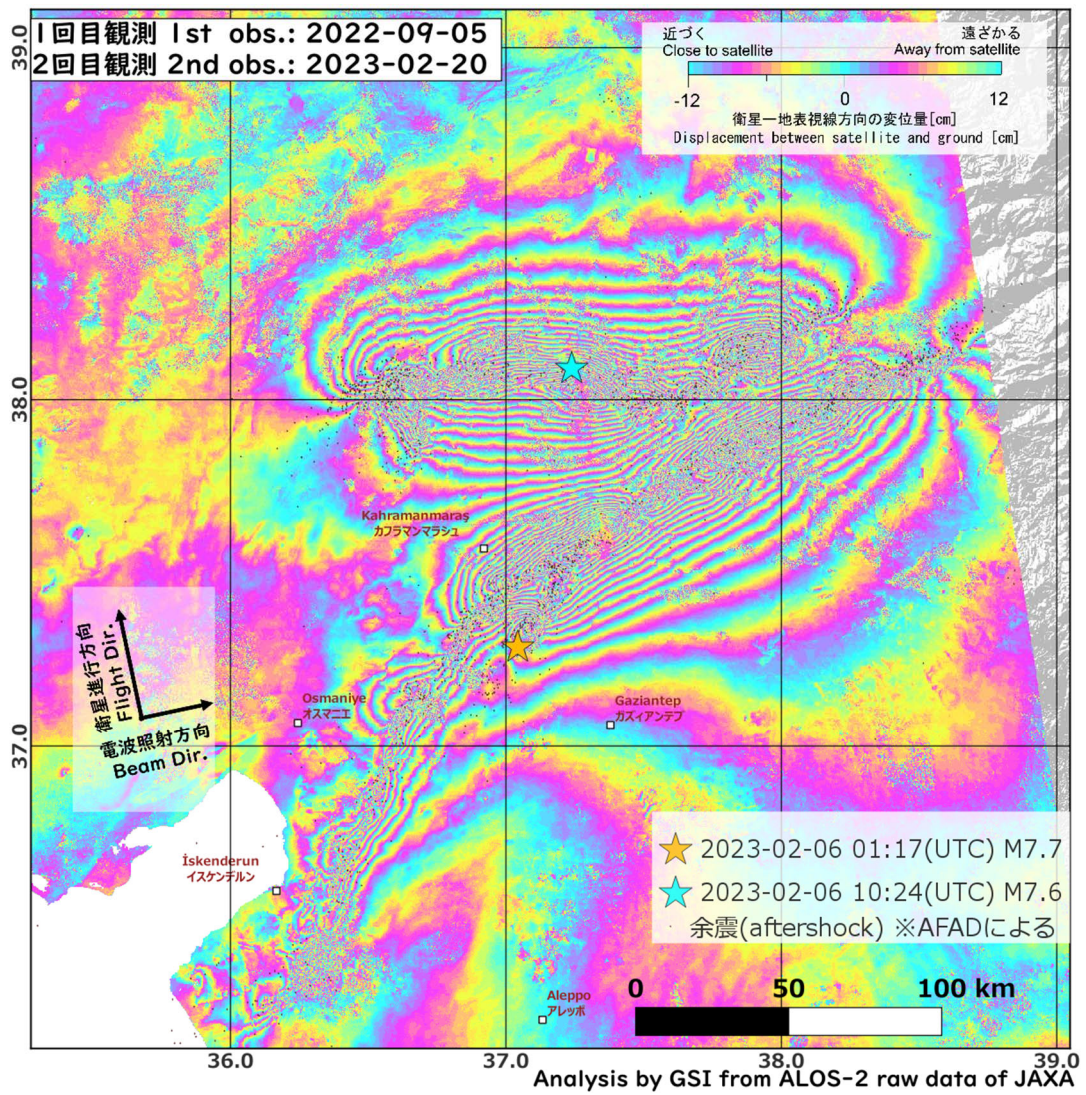 1回目観測 1st obs.: 2022-09-05
2回目観測 2nd obs.: 2023-02-20
近づく 遠ざかる
Close to satellite Away from satellite
-12 0 12
衛星－地表視線方向の変位量[cm]
Displacement between satellite and ground [cm]
39.0
38.0
Kahramanmaraş
カフラマンマラシュ
衛星進行方向
Flight Dir.
電波照射方向
Beam Dir.
Osmaniye
オスマニエ
Gaziantep
ガズィアンテプ
37.0
İskenderun
イスケンデルン
2023-02-06 01:17(UTC) M7.7
2023-02-06 10:24(UTC) M7.6
余震(aftershock) ※AFADによる
Aleppo
アレッポ
0 50 100 km
36.0 37.0 38.0 39.0
Analysis by GSI from ALOS-2 raw data of JAXA